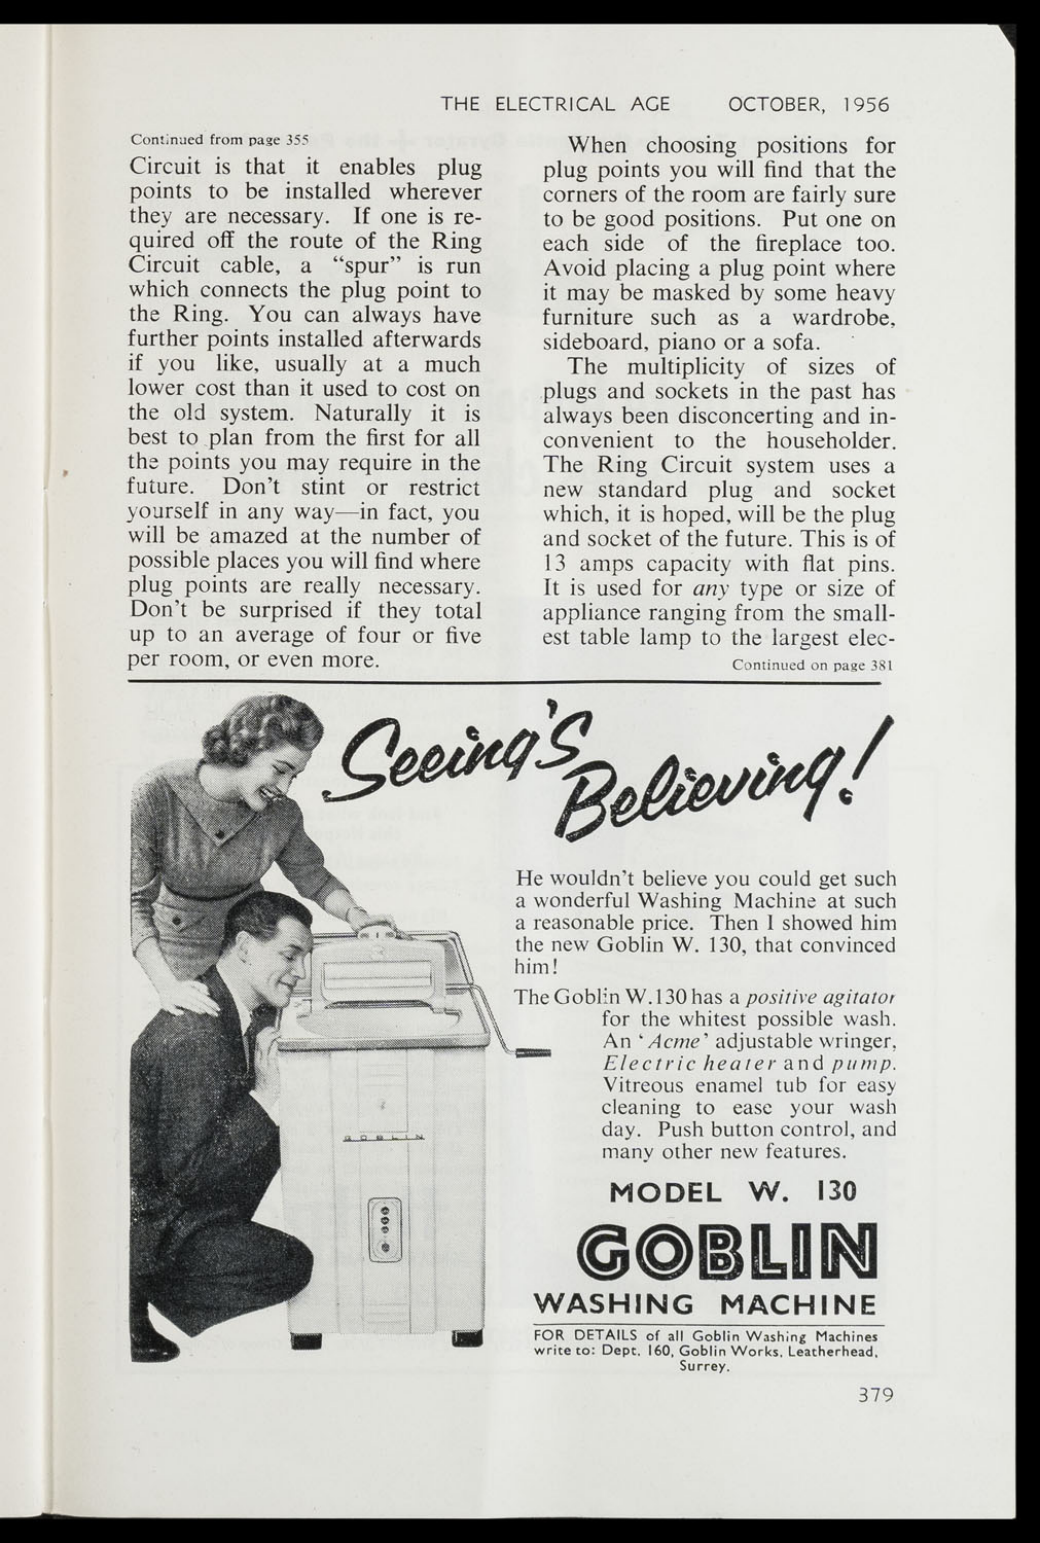 THE ELECTRICAL AGE OCTOBER, 1956
Continued from page 355
Circuit is that it enables plug
points to be installed wherever
they are necessary. If one is re-
quired off the route of the Ring
Circuit cable, a “spur” is run
which connects the plug point to
the Ring. You can always have
further points installed afterwards
if you like, usually at a much
lower cost than it used to cost on
the old system. Naturally it is
best to plan from the first for all
the points you may require in the
future. Don't stint or restrict
yourself in any way—in fact, you
will be amazed at the number of
possible places you will find where
plug points are really necessary.
Don't be surprised if they total
up to an average of four or five
per room, or even more.
When choosing positions for
plug points you will find that the
corners of the room are fairly sure
to be good positions. Put one on
each side of the fireplace too.
Avoid placing a plug point where
it may be masked by some heavy
furniture such as a wardrobe,
sideboard, piano or a sofa.
The multiplicity of sizes of
plugs and sockets in the past has
always been disconcerting and in-
convenient to the householder.
The Ring Circuit system uses a
new standard plug and socket
which, it is hoped, will be the plug
and socket of the future. This is of
13 amps capacity with flat pins.
It is used for any type or size of
appliance ranging from the small-
est table lamp to the largest elec-
Continued on page 381
Seeing's
Believing!
He wouldn't believe you could get such
a wonderful Washing Machine at such
a reasonable price. Then I showed him
the new Goblin W. 130, that convinced
him!
The Goblin W.130 has a positive agitator
for the whitest possible wash.
An ‘Acme’ adjustable wringer,
Electric heater and pump.
Vitreous enamel tub for easy
cleaning to ease your wash
day. Push button control, and
many other new features.
GOBLIN
MODEL W. 130
GOBLIN
WASHING MACHINE
FOR DETAILS of all Goblin Washing Machines
write to: Dept. 160, Goblin Works, Leatherhead,
Surrey.
379